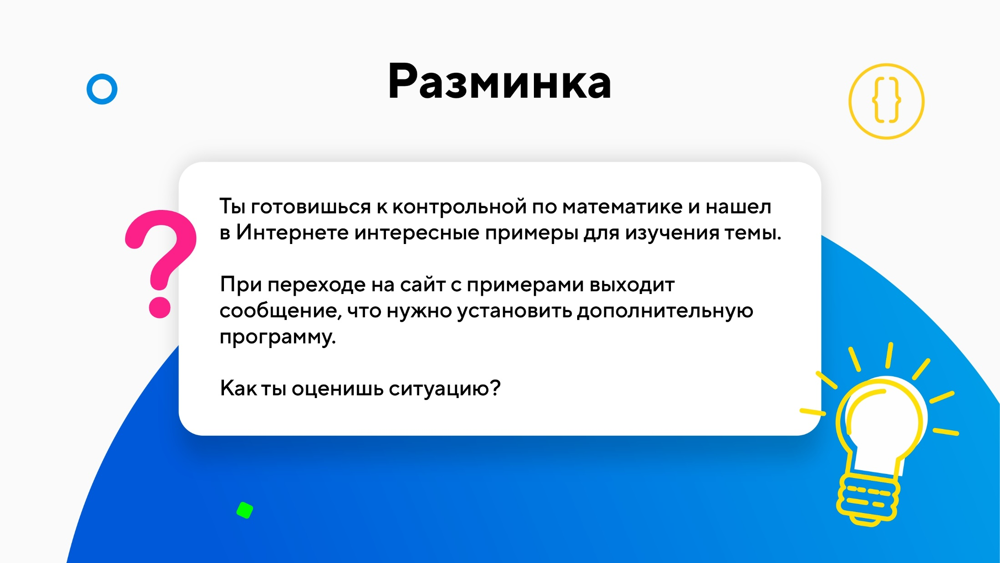 Разминка
{}
Ты готовишься к контрольной по математике и нашел
в Интернете интересные примеры для изучения темы.
При переходе на сайт с примерами выходит
сообщение, что нужно установить дополнительную
программу.
Как ты оценишь ситуацию?
?